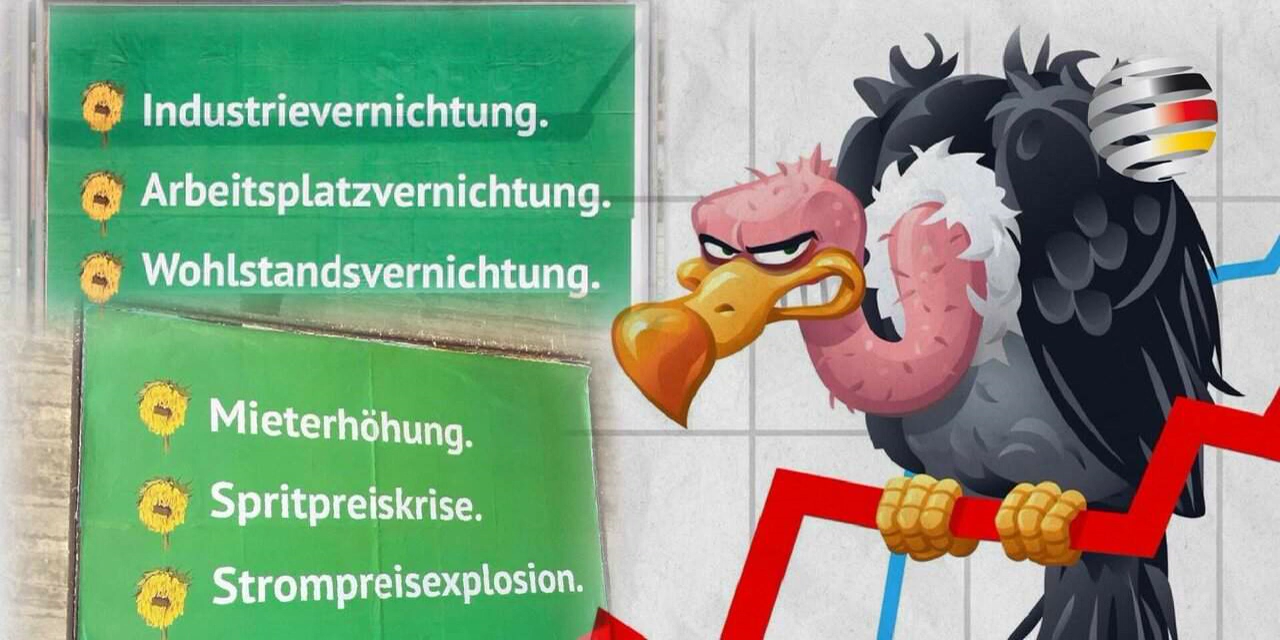 Industrievernichtung.
Arbeitsplatzvernichtung.
Wohlstandsvernichtung.
Mieterhöhung.
Spritpreiskrise.
Strompreisexplosion.